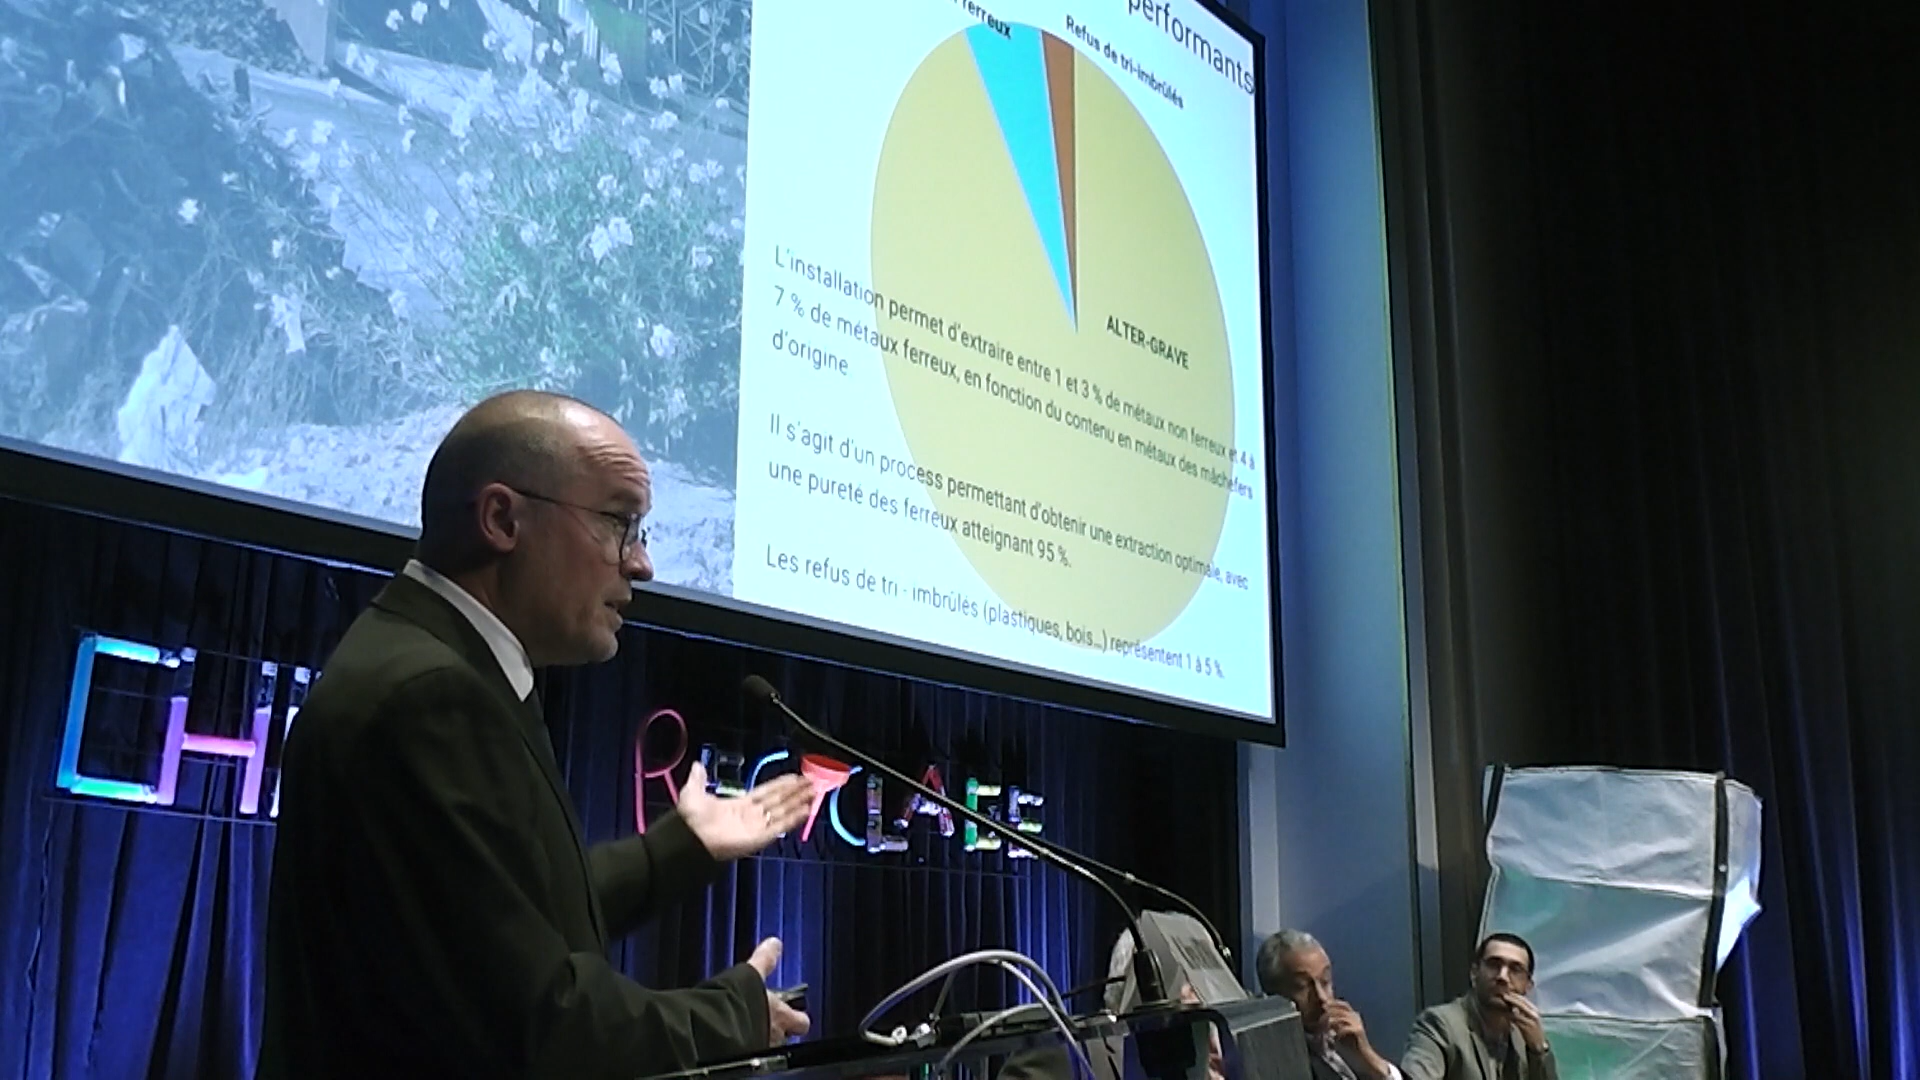 performants
ferreux
Refus de tri-imbrûlés
ALTER-GRAVE
L'installation permet d'extraire entre 1 et 3 % de métaux non ferreux et 4 à
7 % de métaux ferreux, en fonction du contenu en métaux des mâchefers
d'origine
Il s'agit d'un process permettant d'obtenir une extraction optimale, avec
une pureté des ferreux atteignant 95 %.
Les refus de tri - imbrûlés (plastiques, bois...) représentent 1 à 5 %.